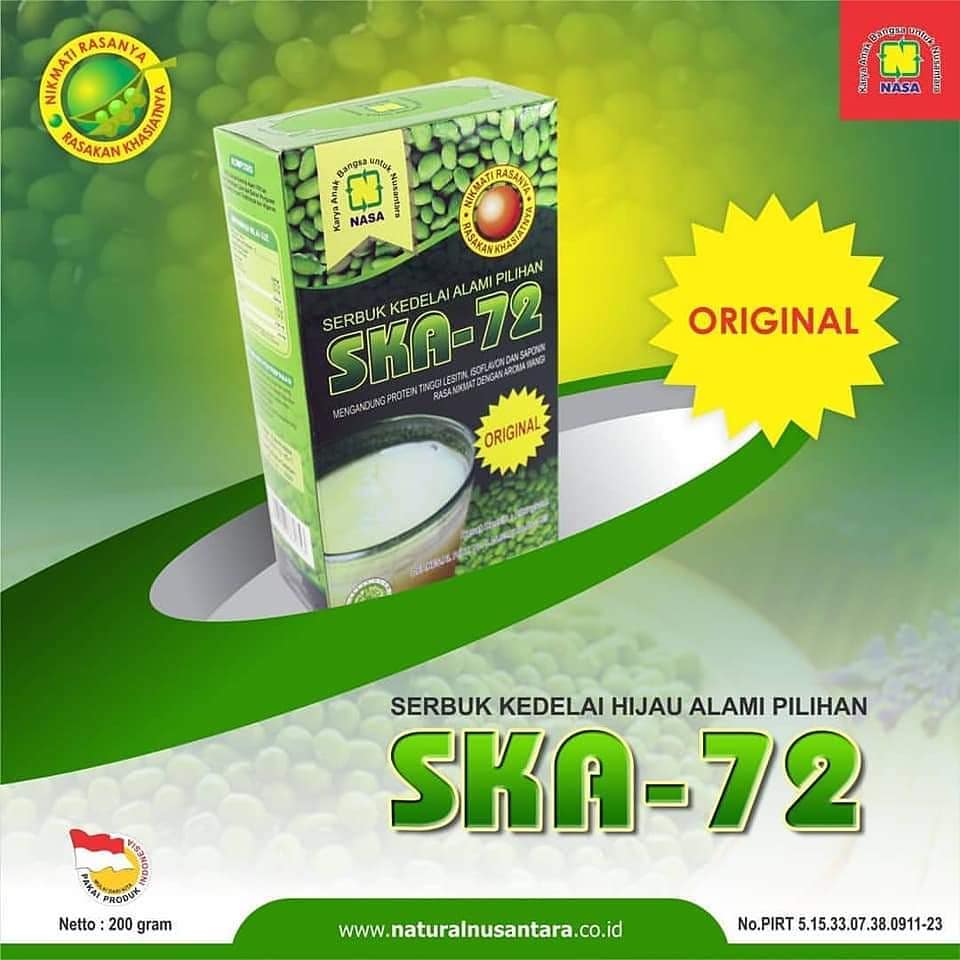 NIKMATI RASANYA
RASAKAN KHASIATNYA
Karya Anak Bangsa untuk Nusantara
NASA
Karya Anak Bangsa untuk Nusantara
NASA
NIKMATI RASANYA
RASAKAN KHASIATNYA
SERBUK KEDELAI ALAMI PILIHAN
SKA-72
MENGANDUNG PROTEIN TINGGI LESITIN, ISOFLAVON DAN SAPONIN
RASA NIKMAT DENGAN AROMA WANGI
ORIGINAL
ORIGINAL
SERBUK KEDELAI HIJAU ALAMI PILIHAN
SKA-72
MULAI DARI KITA
PAKAI PRODUK INDONESIA
Netto : 200 gram
www.naturalnusantara.co.id
No.PIRT 5.15.33.07.38.0911-23